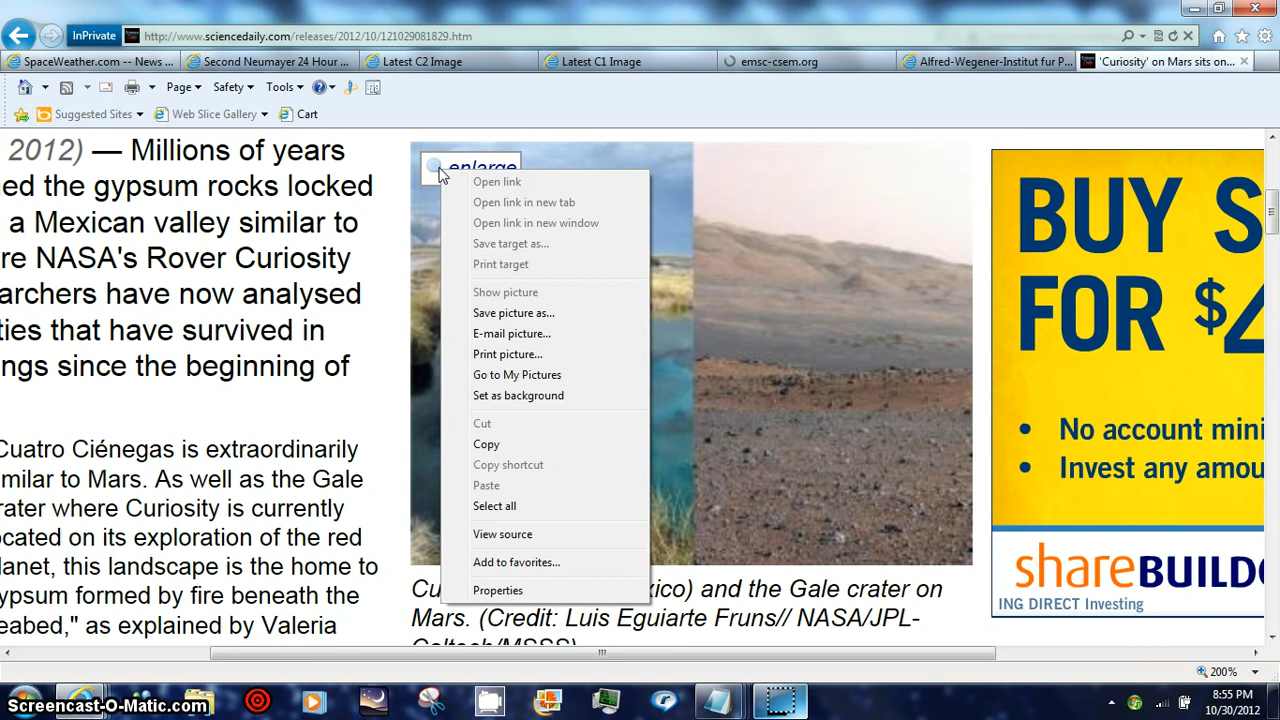 InPrivate
http://www.sciencedaily.com/releases/2012/10/121029081829.htm
SpaceWeather.com -- News ...
Second Neumayer 24 Hour ...
Latest C2 Image
Latest C1 Image
emsc-csem.org
Alfred-Wegener-Institut fur P...
'Curiosity' on Mars sits on...
Page
Safety
Tools
Suggested Sites
Web Slice Gallery
Cart
2012) — Millions of years
ged the gypsum rocks locked
a Mexican valley similar to
re NASA's Rover Curiosity
archers have now analysed
ties that have survived in
ngs since the beginning of
Cuatro Ciénegas is extraordinarily
milar to Mars. As well as the Gale
rater where Curiosity is currently
ocated on its exploration of the red
lanet, this landscape is the home to
ypsum formed by fire beneath the
eabed," as explained by Valeria
enlarge
Open link
Open link in new tab
Open link in new window
Save target as...
Print target
Show picture
Save picture as...
E-mail picture...
Print picture...
Go to My Pictures
Set as background
Cut
Copy
Copy shortcut
Paste
Select all
View source
Add to favorites...
Properties
Cu xico) and the Gale crater on
Mars. (Credit: Luis Eguiarte Fruns// NASA/JPL-
Caltech/MSSS)
BUY S
FOR $4
• No account mini
• Invest any amou
shareBUILDE
ING DIRECT Investing
200%
8:55 PM
10/30/2012
Screencast-O-Matic.com